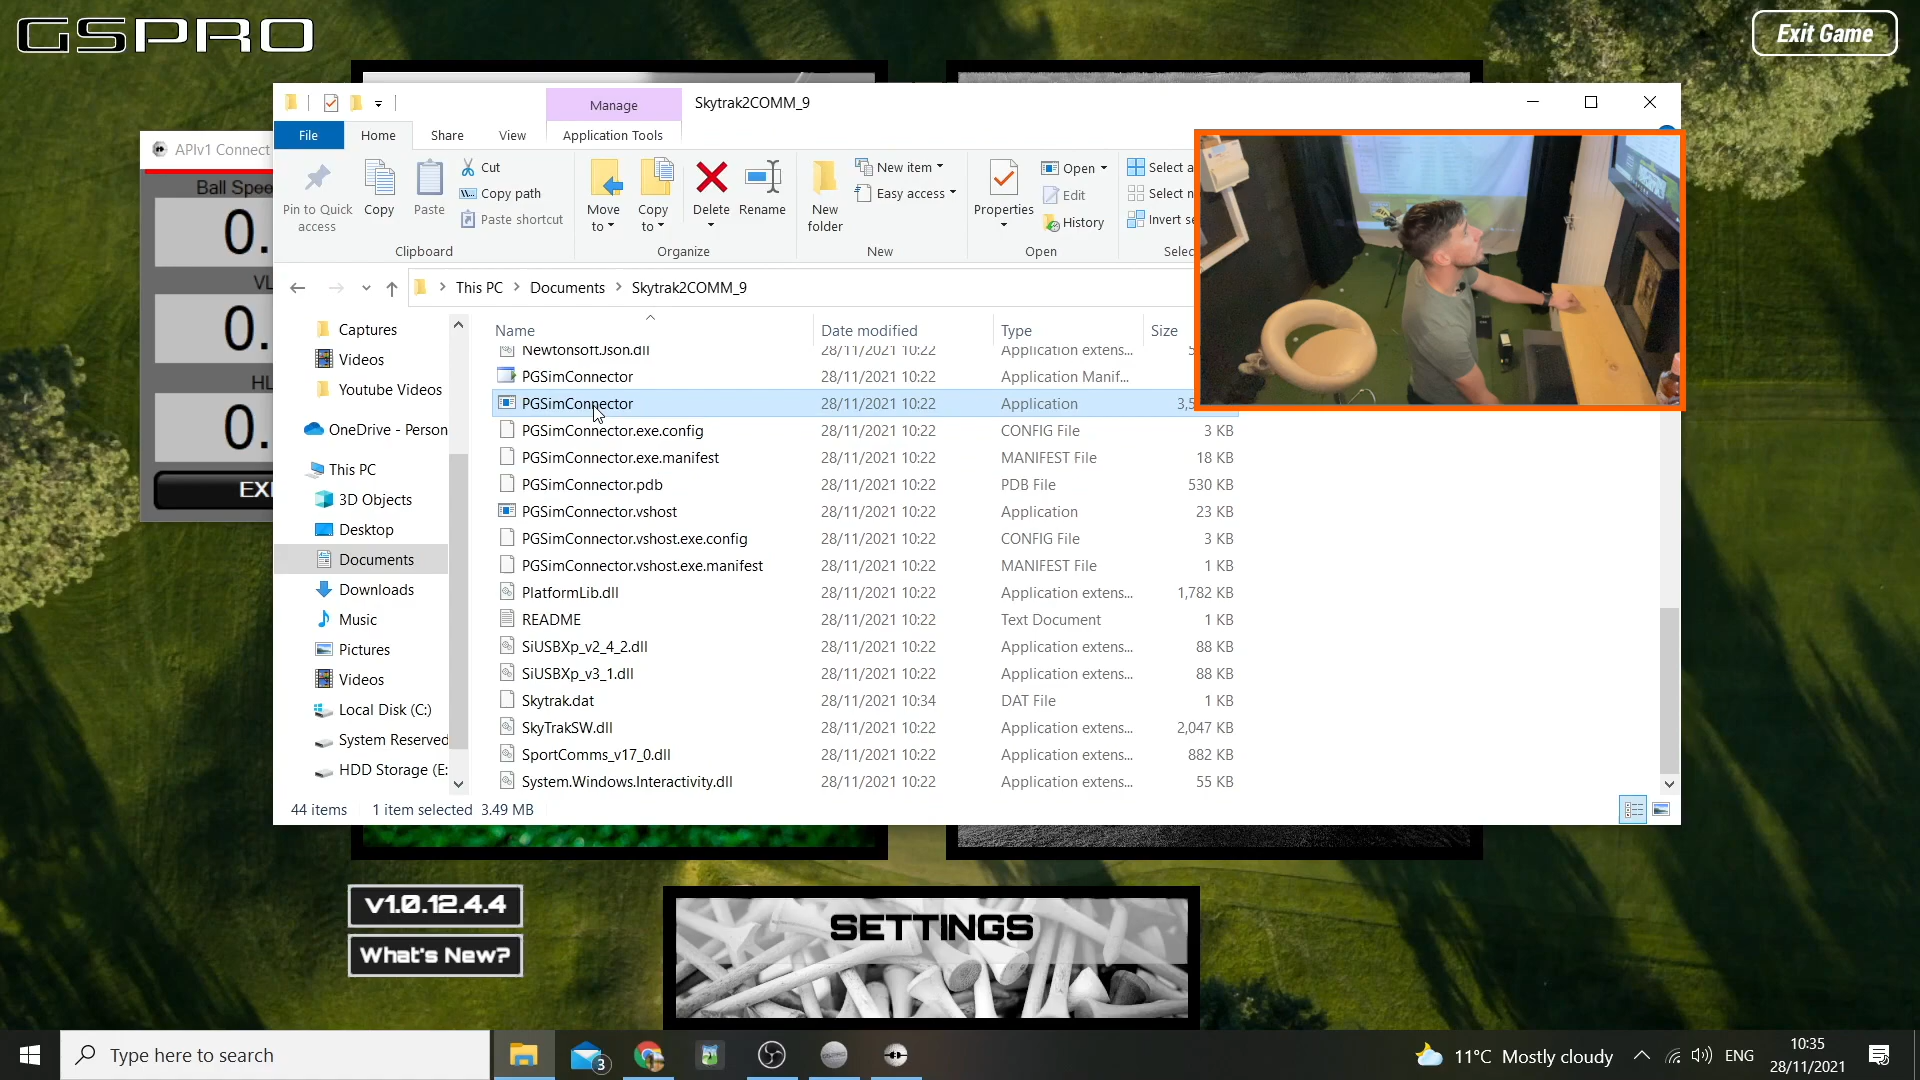 GSPRO
Exit Game
Manage
Skytrak2COMM_9
File
Home
Share
View
Application Tools
APIv1 Connect
Pin to Quick access
Copy
Paste
Cut
Copy path
Paste shortcut
Clipboard
Move to
Copy to
Delete
Rename
Organize
New folder
New item
Easy access
New
Properties
Open
Edit
History
Open
Select a
Select n
Invert se
Selec
This PC
Documents
Skytrak2COMM_9
Ball Spee
0.
VL
0.
HL
0.
EXI
Captures
Videos
Youtube Videos
OneDrive - Person
This PC
3D Objects
Desktop
Documents
Downloads
Music
Pictures
Videos
Local Disk (C:)
System Reserved
HDD Storage (E:
Name Date modified Type Size
NewtonsoftJson.dll 28/11/2021 10:22 Application extens... 5
PGSimConnector 28/11/2021 10:22 Application Manif...
PGSimConnector 28/11/2021 10:22 Application 3,5
PGSimConnector.exe.config 28/11/2021 10:22 CONFIG File 3 KB
PGSimConnector.exe.manifest 28/11/2021 10:22 MANIFEST File 18 KB
PGSimConnector.pdb 28/11/2021 10:22 PDB File 530 KB
PGSimConnector.vshost 28/11/2021 10:22 Application 23 KB
PGSimConnector.vshost.exe.config 28/11/2021 10:22 CONFIG File 3 KB
PGSimConnector.vshost.exe.manifest 28/11/2021 10:22 MANIFEST File 1 KB
PlatformLib.dll 28/11/2021 10:22 Application extens... 1,782 KB
README 28/11/2021 10:22 Text Document 1 KB
SiUSBXp_v2_4_2.dll 28/11/2021 10:22 Application extens... 88 KB
SiUSBXp_v3_1.dll 28/11/2021 10:22 Application extens... 88 KB
Skytrak.dat 28/11/2021 10:34 DAT File 1 KB
SkyTrakSW.dll 28/11/2021 10:22 Application extens... 2,047 KB
SportComms_v17_0.dll 28/11/2021 10:22 Application extens... 882 KB
System.Windows.Interactivity.dll 28/11/2021 10:22 Application extens... 55 KB
44 items 1 item selected 3.49 MB
v1.0.12.4.4
What's New?
SETTINGS
Type here to search
3
11°C Mostly cloudy
ENG
10:35
28/11/2021